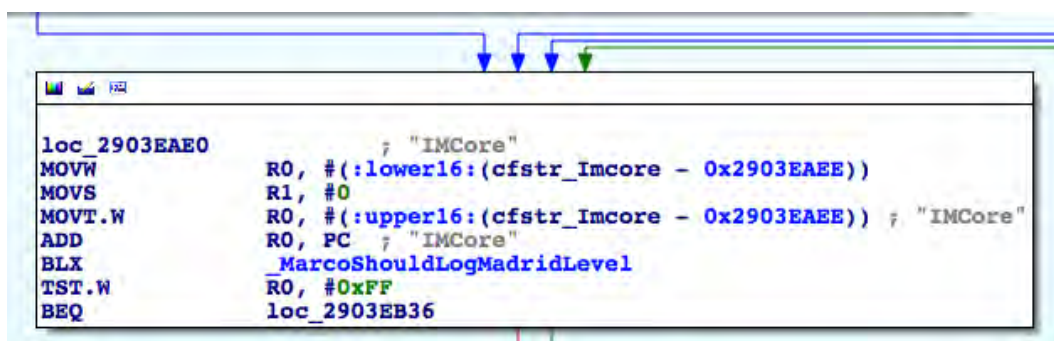 loc_2903EAE0 ; "IMCore"
MOVW R0, #(:lower16:(cfstr_Imcore - 0x2903EAEE))
MOVS R1, #0
MOVT.W R0, #(:upper16:(cfstr_Imcore - 0x2903EAEE)) ; "IMCore"
ADD R0, PC ; "IMCore"
BLX _MarcoShouldLogMadridLevel
TST.W R0, #0xFF
BEQ loc_2903EB36